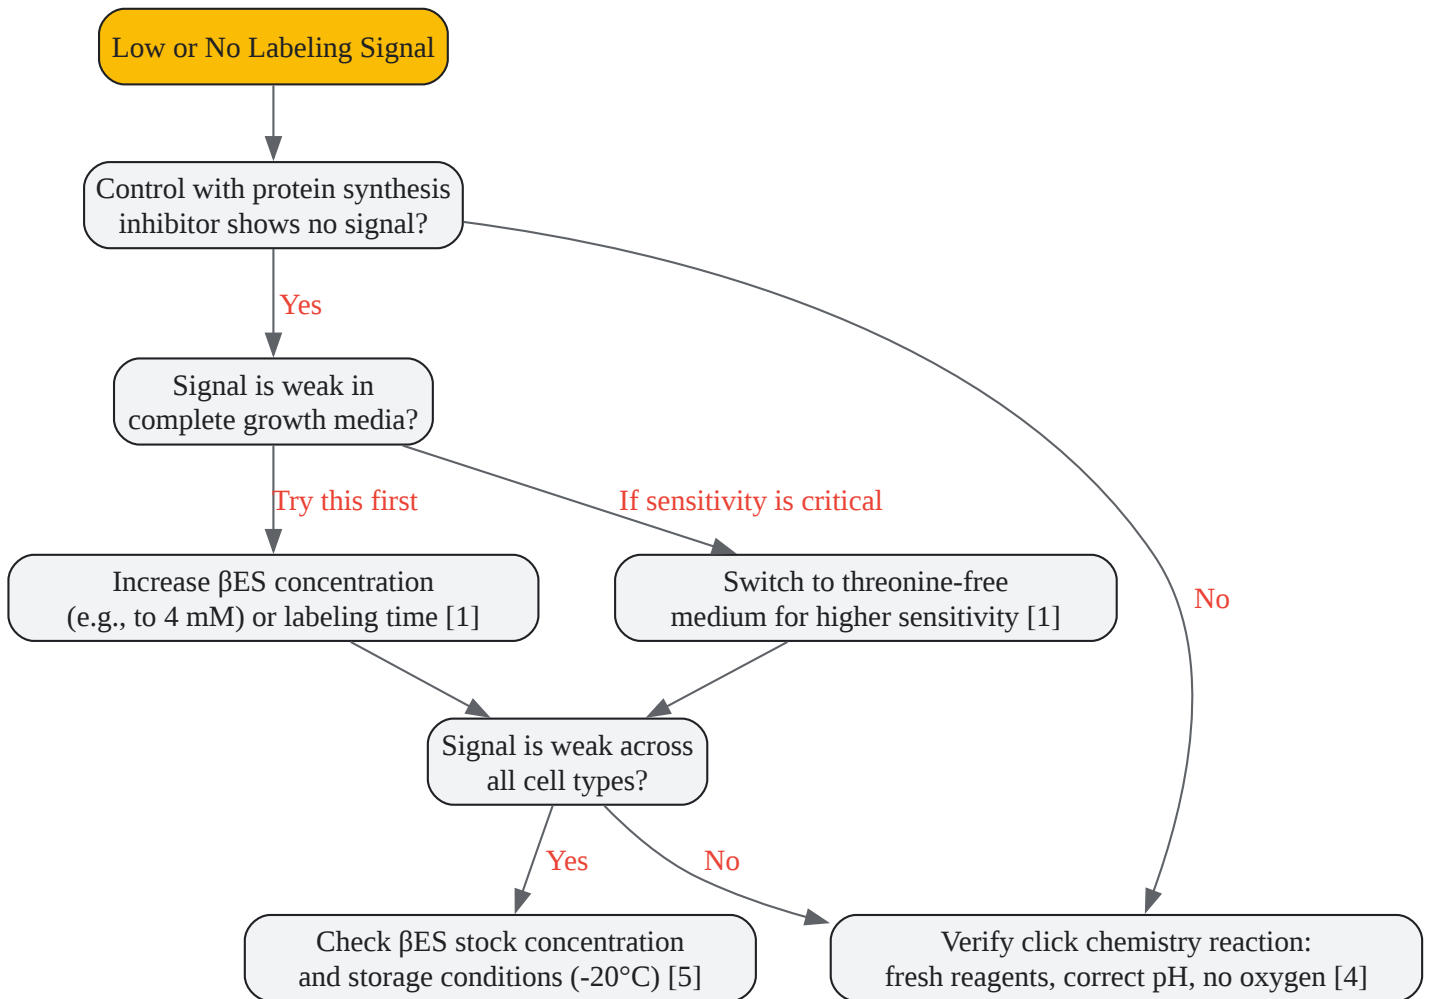 Low or No Labeling Signal
Control with protein synthesis
inhibitor shows no signal?
Yes
Signal is weak in
complete growth media?
Try this first
If sensitivity is critical
Increase βES concentration
(e.g., to 4 mM) or labeling time [1]
Switch to threonine-free
medium for higher sensitivity [1]
No
Signal is weak across
all cell types?
Yes
No
Check βES stock concentration
and storage conditions (-20°C) [5]
Verify click chemistry reaction:
fresh reagents, correct pH, no oxygen [4]